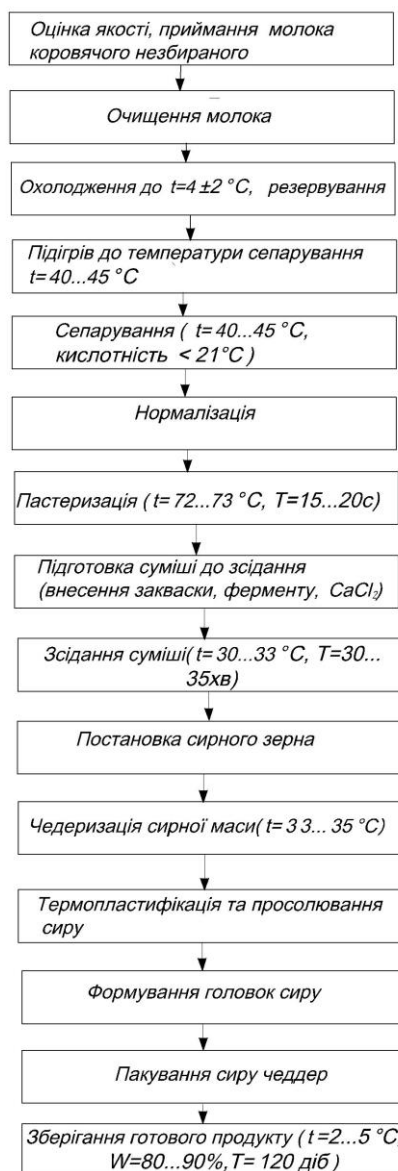 Оцінка якості, приймання молока
коровячого незбираного
Очищення молока
Охолодження до t=4 ±2 °С, резервування
Підігрів до температури сепарування
t= 40...45 °С
Сепарування ( t= 40...45 °С,
кислотність < 21°С )
Нормалізація
Пастеризація ( t= 72...73 °С, Т=15...20с)
Підготовка суміші до зсідання
(внесення закваски, ферменту, CaCl₂)
Зсідання суміші( t= 30...33 °С, Т=30...
35хв)
Постановка сирного зерна
Чедеризація сирної маси( t= 3 3... 35 °С)
Термопластифікація та просолювання
сиру
Формування головок сиру
Пакування сиру чеддер
Зберігання готового продукту ( t =2...5 °С,
W=80...90%,Т= 120 діб )